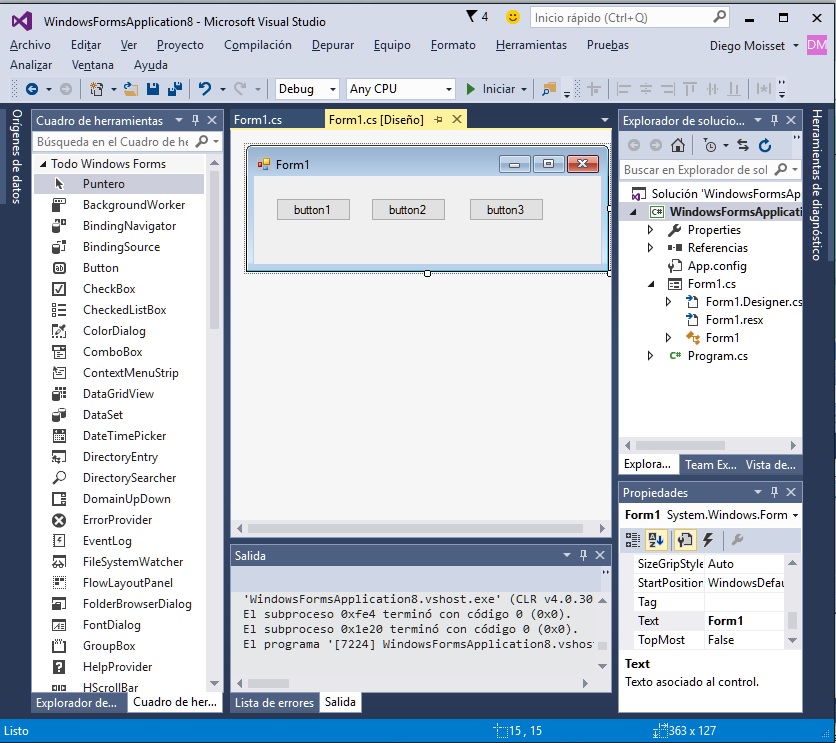 WindowsFormsApplication8 - Microsoft Visual Studio
4
Inicio rápido (Ctrl+Q)
Archivo Editar Ver Proyecto Compilación Depurar Equipo Formato Herramientas Pruebas
Diego Moisset
DM
Analizar Ventana Ayuda
Debug Any CPU Iniciar
Orígenes de datos
Cuadro de herramientas
Búsqueda en el Cuadro de he
Todo Windows Forms
Puntero
BackgroundWorker
BindingNavigator
BindingSource
Button
CheckBox
CheckedListBox
ColorDialog
ComboBox
ContextMenuStrip
DataGridView
DataSet
DateTimePicker
DirectoryEntry
DirectorySearcher
DomainUpDown
ErrorProvider
EventLog
FileSystemWatcher
FlowLayoutPanel
FolderBrowserDialog
FontDialog
GroupBox
HelpProvider
HScrollBar
Explorador de... Cuadro de her...
Form1.cs Form1.cs [Diseño]
Form1
button1 button2 button3
Salida
'WindowsFormsApplication8.vshost.exe' (CLR v4.0.30
El subproceso 0xfe4 terminó con código 0 (0x0).
El subproceso 0x1e20 terminó con código 0 (0x0).
El programa '[7224] WindowsFormsApplication8.vshos
Lista de errores Salida
Explorador de solucio...
Buscar en Explorador de sol
Solución 'WindowsFormsAp
WindowsFormsApplicati
Properties
Referencias
App.config
Form1.cs
Form1.Designer.cs
Form1.resx
Form1
Program.cs
Explora... Team Ex... Vista de...
Propiedades
Form1 System.Windows.Form
SizeGripStyle Auto
StartPosition WindowsDefau
Tag
Text Form1
TopMost False
Text
Texto asociado al control.
Herramientas de diagnóstico
Listo
15 , 15
363 x 127